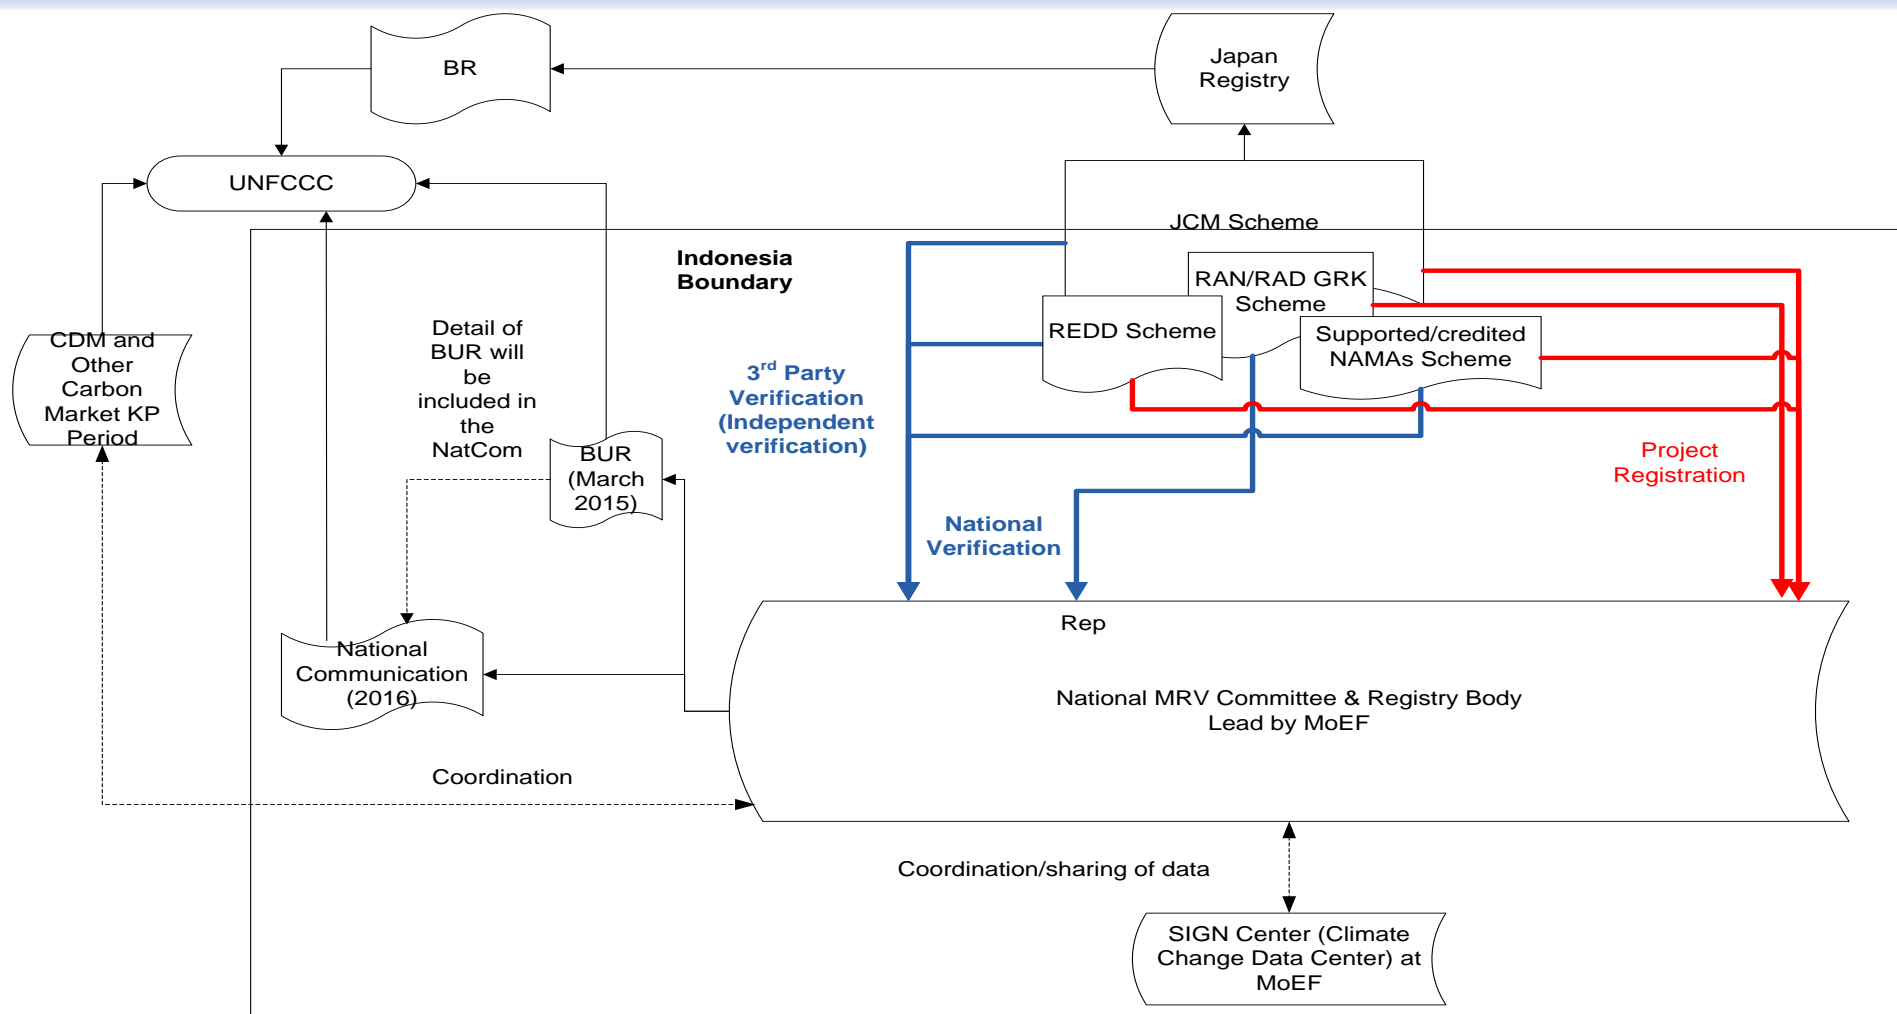 BR
Japan
Registry
UNFCCC
JCM Scheme
Indonesia
Boundary
RAN/RAD GRK
Scheme
REDD Scheme
Supported/credited
NAMAs Scheme
CDM and
Other
Carbon
Market KP
Period
Detail of
BUR will
be
included in
the
NatCom
3rd Party
Verification
(Independent
verification)
BUR
(March
2015)
Project
Registration
National
Verification
National
Communication
(2016)
Rep
National MRV Committee & Registry Body
Lead by MoEF
Coordination
Coordination/sharing of data
SIGN Center (Climate
Change Data Center) at
MoEF